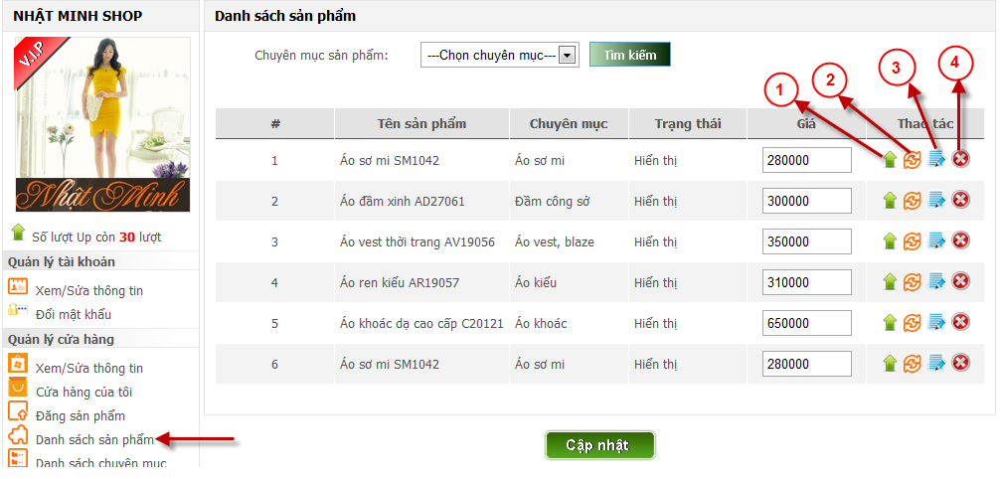 NHẬT MINH SHOP
V.I.P
Nhật Minh
Số lượt Up còn 30 lượt
Quản lý tài khoản
Xem/Sửa thông tin
Đổi mật khẩu
Quản lý cửa hàng
Xem/Sửa thông tin
Cửa hàng của tôi
Đăng sản phẩm
Danh sách sản phẩm
Danh sách chuyên mục
Danh sách sản phẩm
Chuyên mục sản phẩm: ---Chọn chuyên mục--- Tìm kiếm
1 2 3 4
# Tên sản phẩm Chuyên mục Trạng thái Giá Thao tác
1 Áo sơ mi SM1042 Áo sơ mi Hiển thị 280000
2 Áo đầm xinh AD27061 Đầm công sở Hiển thị 300000
3 Áo vest thời trang AV19056 Áo vest, blaze Hiển thị 350000
4 Áo ren kiểu AR19057 Áo kiểu Hiển thị 310000
5 Áo khoác dạ cao cấp C20121 Áo khoác Hiển thị 650000
6 Áo sơ mi SM1042 Áo sơ mi Hiển thị 280000
Cập nhật